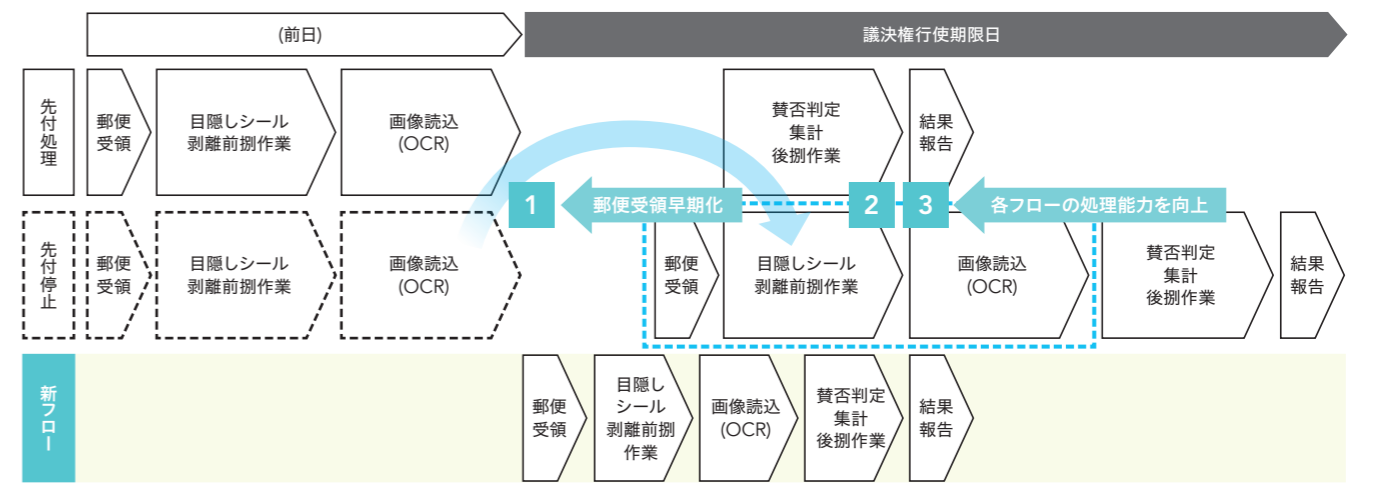 (前日)
議決権行使期限日
先付処理
郵便
受領
目隠しシール
剥離前捌作業
画像読込
(OCR)
賛否判定
集計
後捌作業
結果
報告
1
郵便受領早期化
2
3
各フローの処理能力を向上
先付停止
郵便
受領
目隠しシール
剥離前捌作業
画像読込
(OCR)
郵便
受領
目隠しシール
剥離前捌作業
画像読込
(OCR)
賛否判定
集計
後捌作業
結果
報告
新フロー
郵便
受領
目隠し
シール
剥離前捌
作業
画像読込
(OCR)
賛否判定
集計
後捌作業
結果
報告